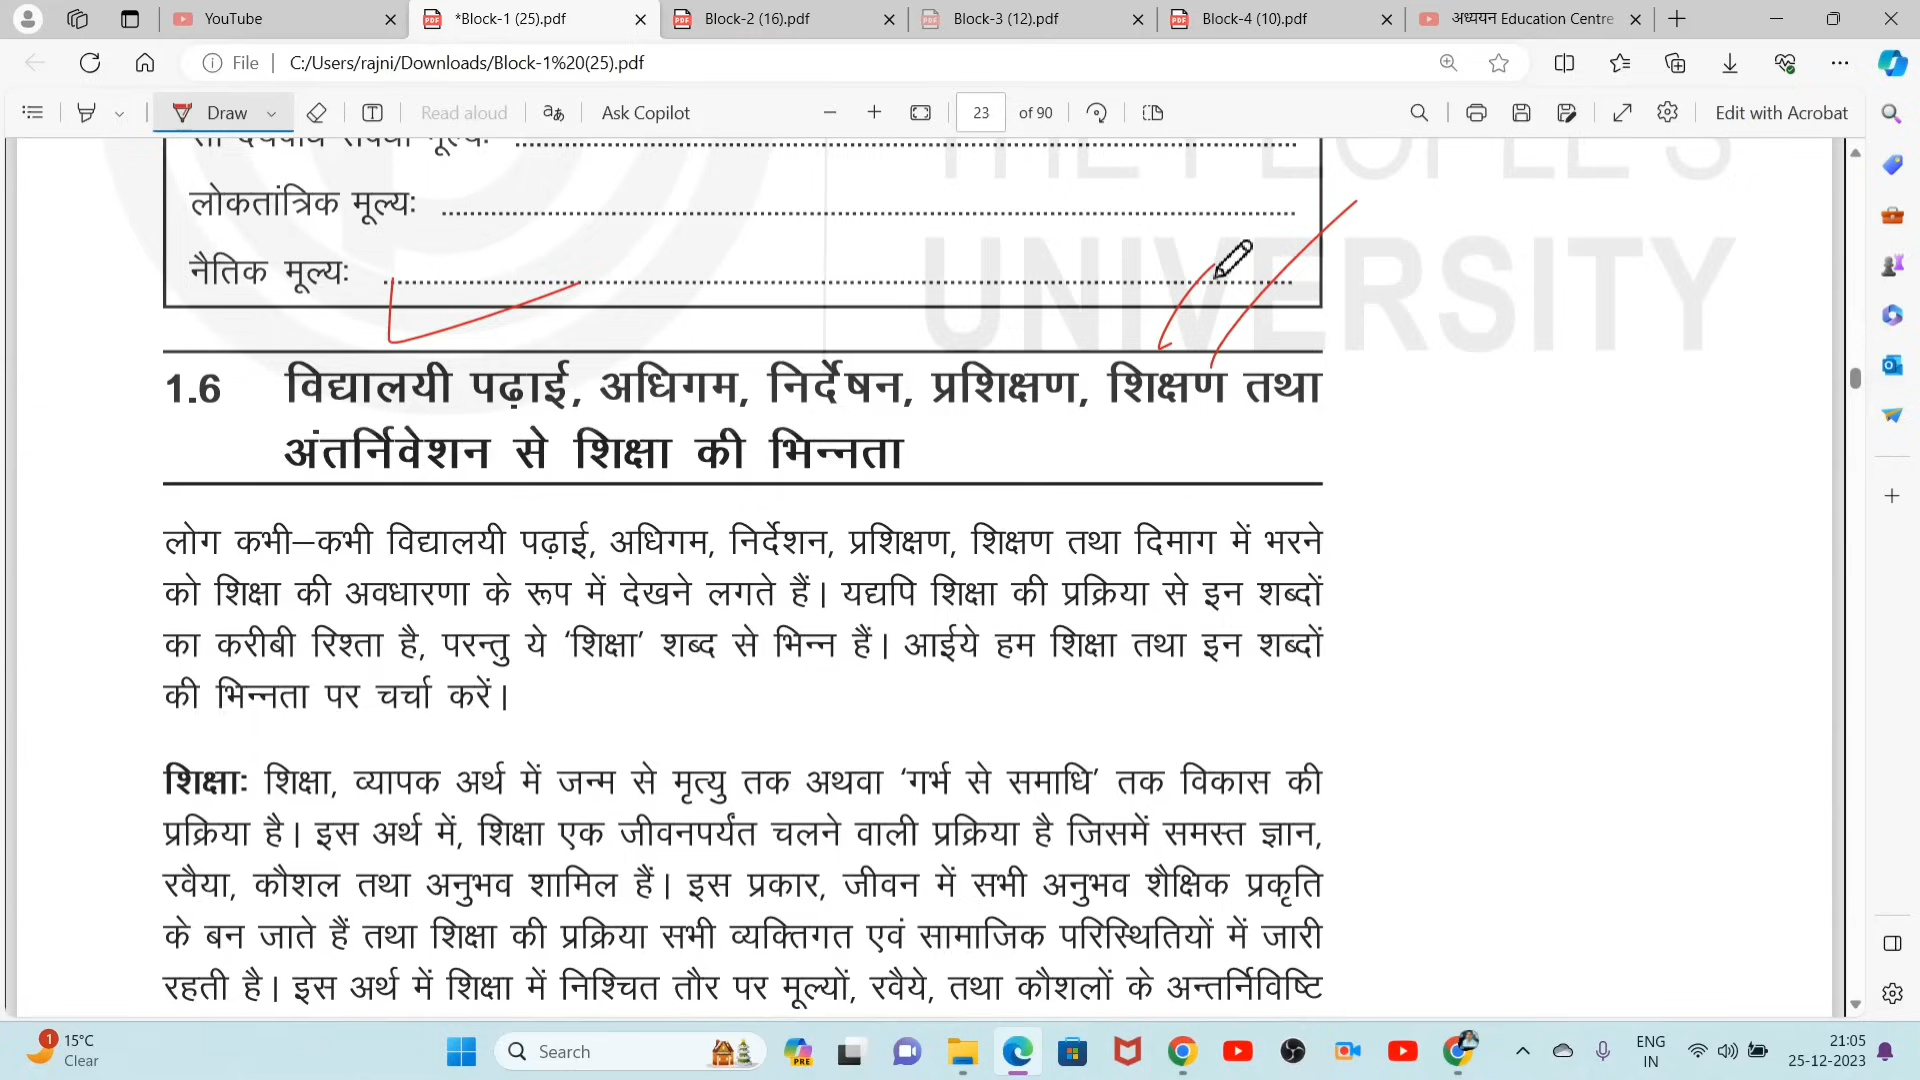 YouTube
*Block-1 (25).pdf
Block-2 (16).pdf
Block-3 (12).pdf
Block-4 (10).pdf
अध्ययन Education Centre
File
C:/Users/rajni/Downloads/Block-1%20(25).pdf
Draw
Read aloud
Ask Copilot
23 of 90
Edit with Acrobat
THE PEOPLE'S
UNIVERSITY
लोकतांत्रिक मूल्यः
नैतिक मूल्यः
1.6 विद्यालयी पढ़ाई, अधिगम, निर्देषन, प्रशिक्षण, शिक्षण तथा
अंतर्निवेशन से शिक्षा की भिन्नता
लोग कभी–कभी विद्यालयी पढ़ाई, अधिगम, निर्देशन, प्रशिक्षण, शिक्षण तथा दिमाग में भरने
को शिक्षा की अवधारणा के रूप में देखने लगते हैं। यद्यपि शिक्षा की प्रक्रिया से इन शब्दों
का करीबी रिश्ता है, परन्तु ये ‘शिक्षा’ शब्द से भिन्न हैं। आईये हम शिक्षा तथा इन शब्दों
की भिन्नता पर चर्चा करें।
शिक्षाः शिक्षा, व्यापक अर्थ में जन्म से मृत्यु तक अथवा ‘गर्भ से समाधि’ तक विकास की
प्रक्रिया है। इस अर्थ में, शिक्षा एक जीवनपर्यंत चलने वाली प्रक्रिया है जिसमें समस्त ज्ञान,
रवैया, कौशल तथा अनुभव शामिल हैं। इस प्रकार, जीवन में सभी अनुभव शैक्षिक प्रकृति
के बन जाते हैं तथा शिक्षा की प्रक्रिया सभी व्यक्तिगत एवं सामाजिक परिस्थितियों में जारी
रहती है। इस अर्थ में शिक्षा में निश्चित तौर पर मूल्यों, रवैये, तथा कौशलों के अन्तर्निविष्टि
1
15°C
Clear
Search
PRE
ENG
IN
21:05
25-12-2023